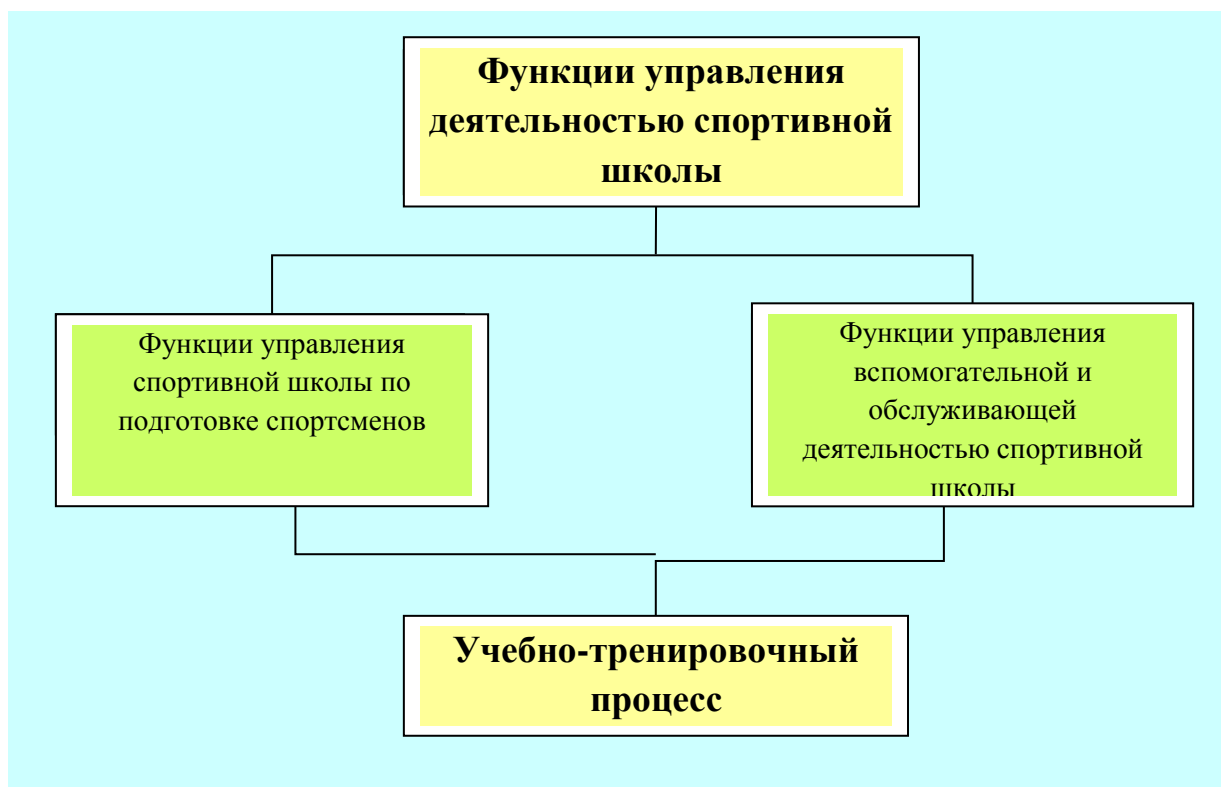 Функции управления
деятельностью спортивной
школы
Функции управления
спортивной школы по
подготовке спортсменов
Функции управления
вспомогательной и
обслуживающей
деятельностью спортивной
школы
Учебно-тренировочный
процесс